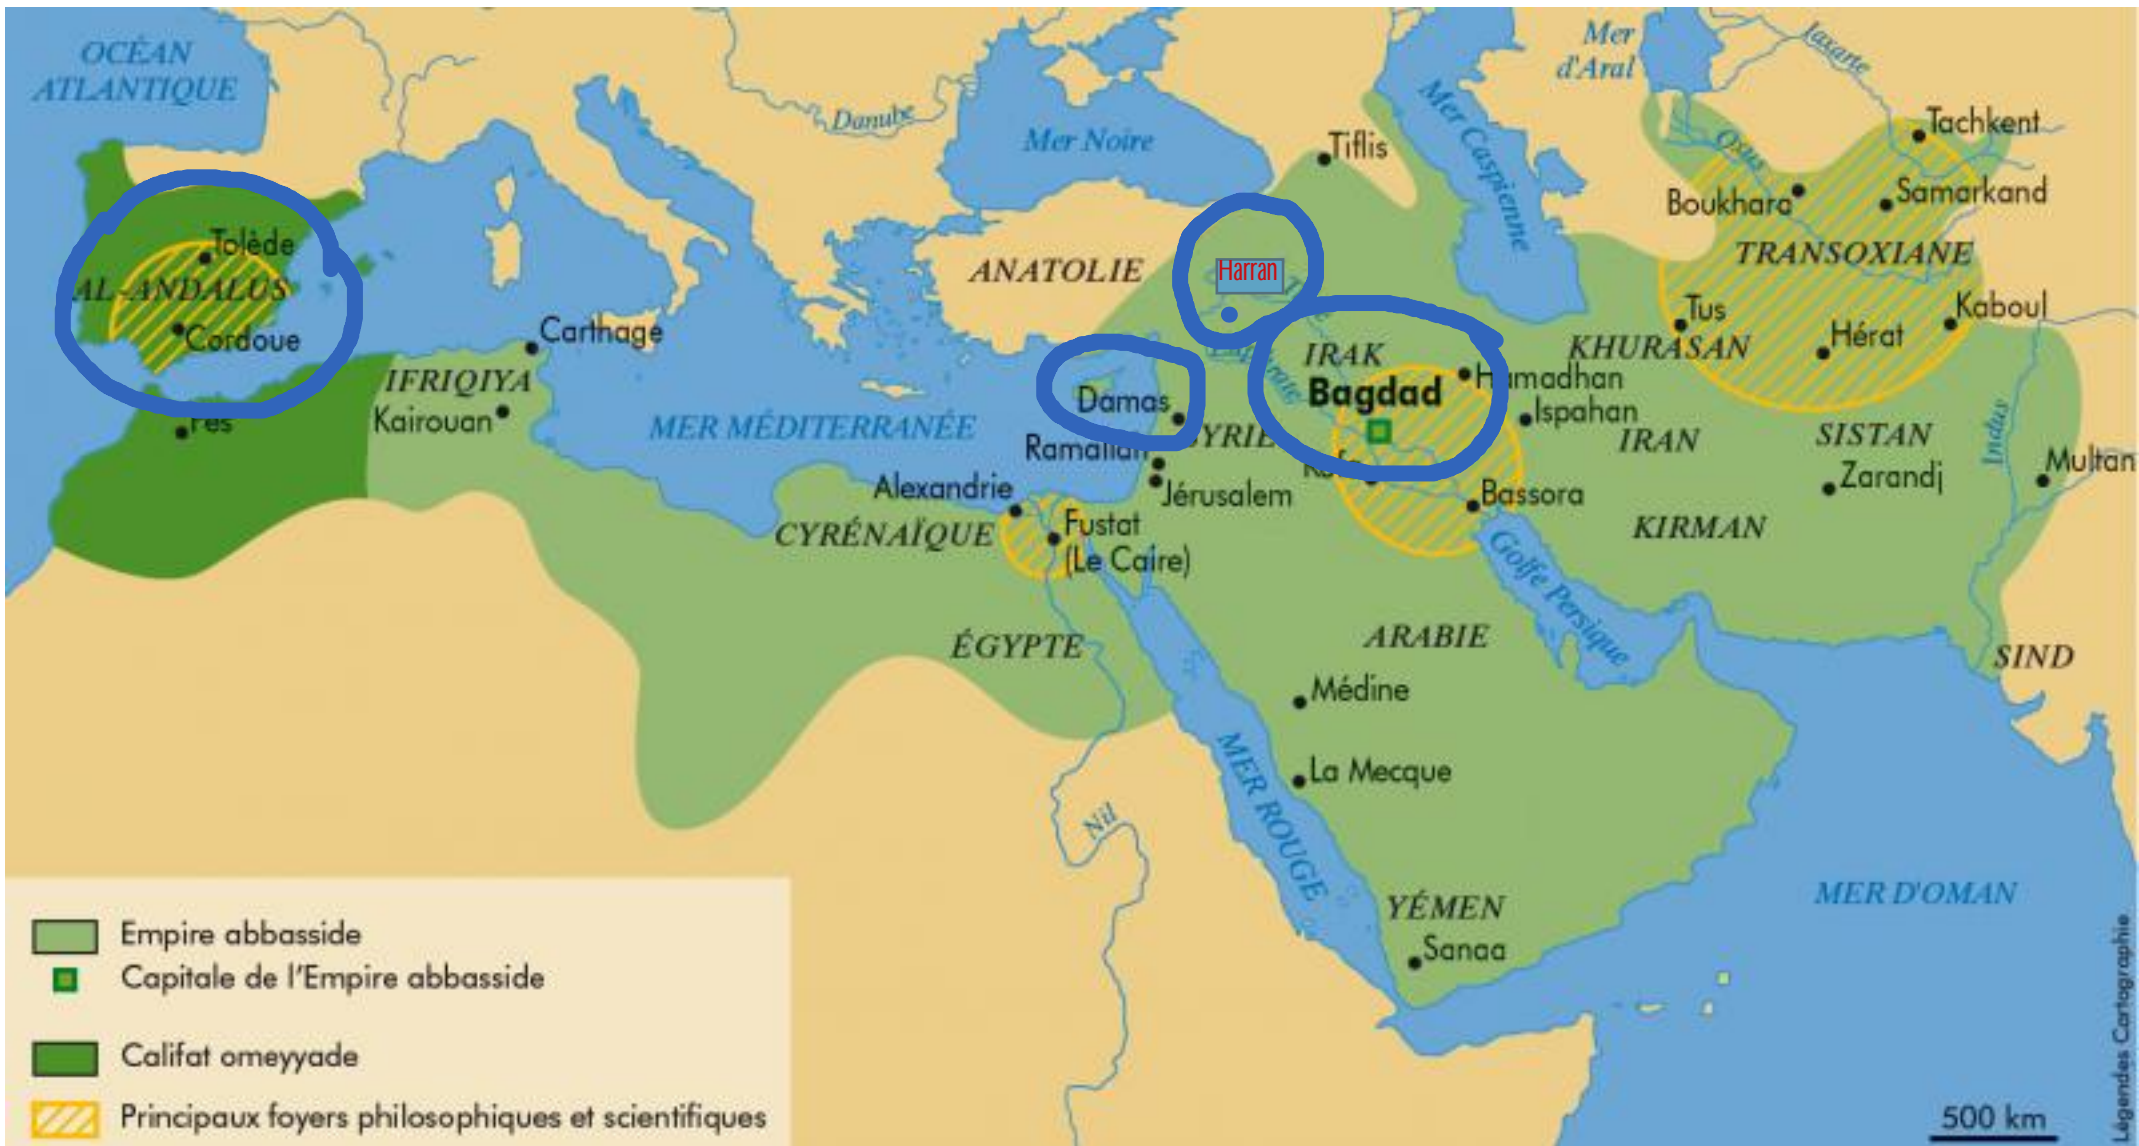 OCÉAN
ATLANTIQUE
Danube
Mer Noire
Mer Caspienne
Mer
d'Aral
Iaxarte
Oxus
Tachkent
Tiflis
Boukhara
Samarkand
TRANSOXIANE
Tolède
AL-ANDALUS
Cordoue
ANATOLIE
Harran
Carthage
IFRIQIYA
Kairouan
Fès
MER MÉDITERRANÉE
Damas
SYRIE
Ramallah
Jérusalem
IRAK
Bagdad
Hamadhan
Ispahan
Bassora
Tus
KHURASAN
Hérat
Kaboul
IRAN
SISTAN
Zarandj
Indus
Multan
KIRMAN
SIND
Alexandrie
CYRÉNAÏQUE
Fustat
(Le Caire)
ÉGYPTE
Golfe Persique
ARABIE
Médine
La Mecque
MER ROUGE
Nil
YÉMEN
Sanaa
MER D'OMAN
Empire abbasside
Capitale de l'Empire abbasside
Califat omeyyade
Principaux foyers philosophiques et scientifiques
500 km
Légendes Cartographie